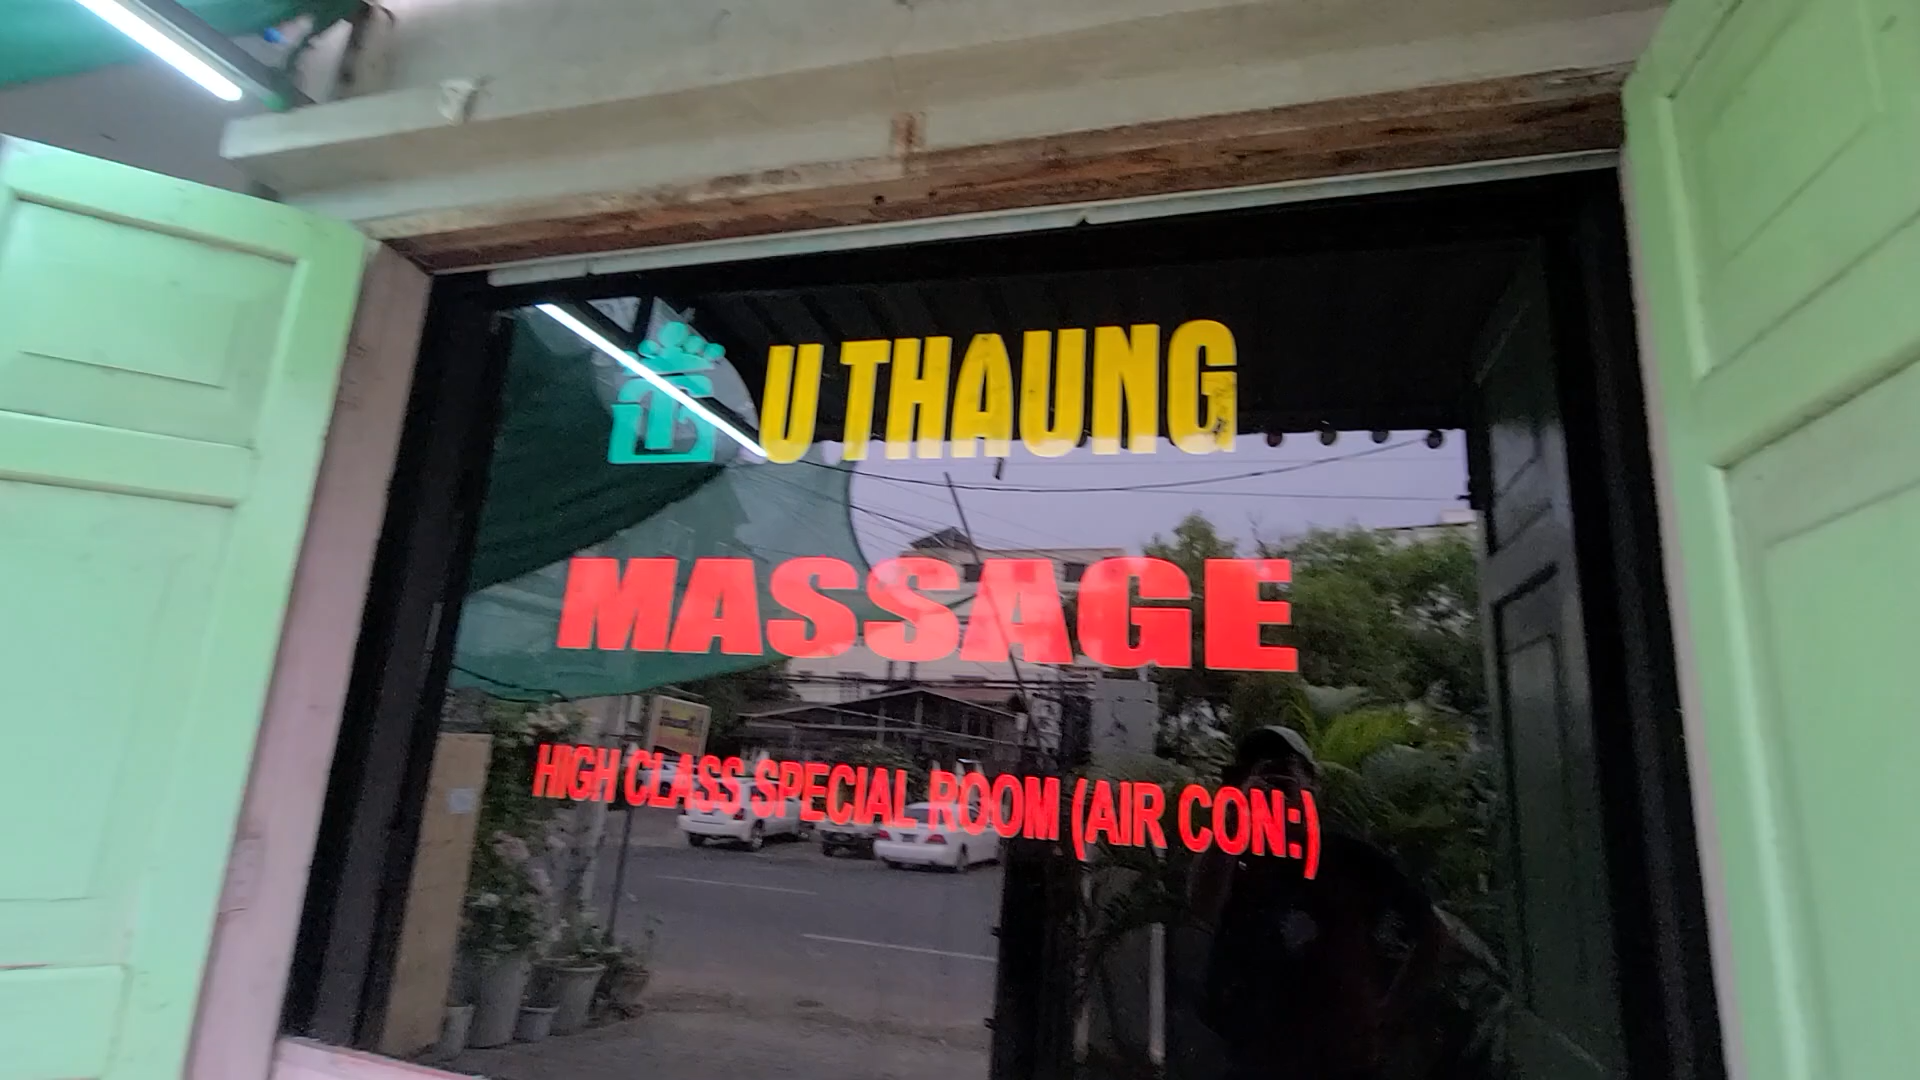 U THAUNG
MASSAGE
HIGH CLASS SPECIAL ROOM (AIR CON:)